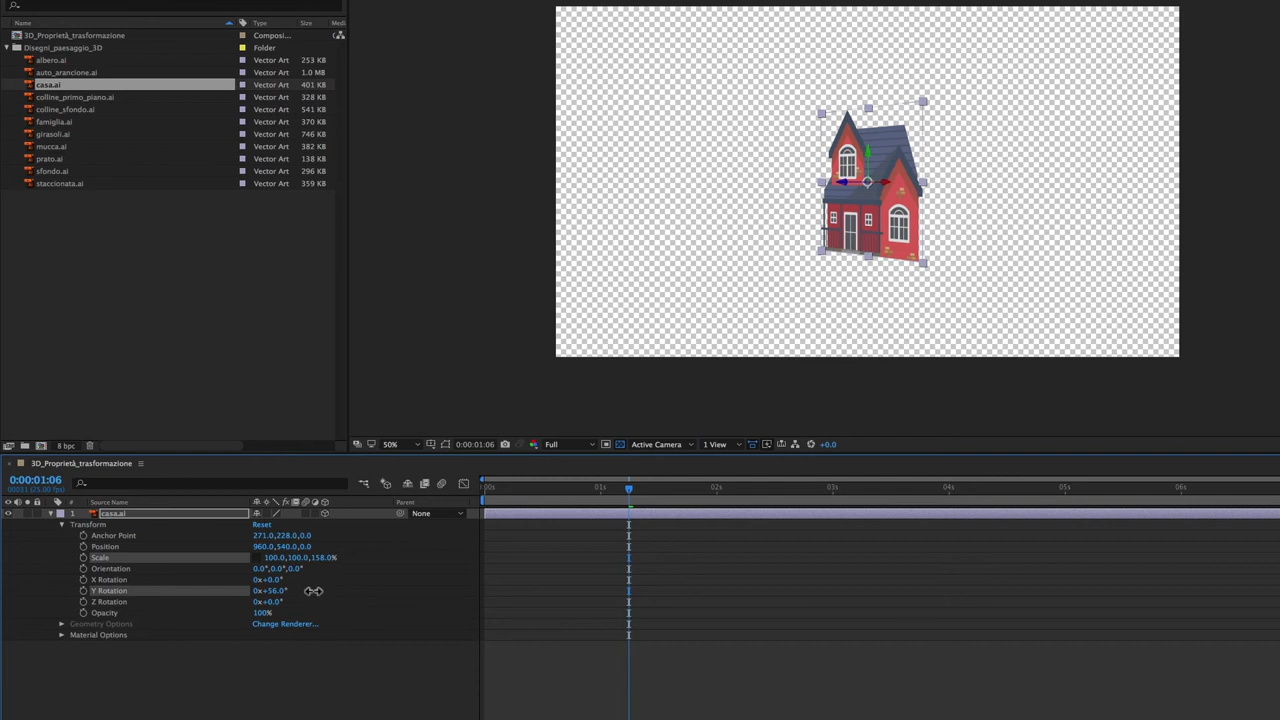 Name Type Size Medi
3D_Proprietà_trasformazione Composi...
Disegni_paesaggio_3D Folder
albero.ai Vector Art 253 KB
auto_arancione.ai Vector Art 1.0 MB
casa.ai Vector Art 401 KB
colline_primo_piano.ai Vector Art 328 KB
colline_sfondo.ai Vector Art 541 KB
famiglia.ai Vector Art 370 KB
girasoli.ai Vector Art 746 KB
mucca.ai Vector Art 382 KB
prato.ai Vector Art 138 KB
sfondo.ai Vector Art 296 KB
staccionata.ai Vector Art 359 KB
8 bpc
50% 0:00:01:06 Full Active Camera 1 View +0.0
3D_Proprietà_trasformazione
0:00:01:06
00031 (25.00 fps)
# Source Name Parent
:00s 01s 02s 03s 04s 05s 06s
1 casa.ai None
Transform Reset
Anchor Point 271.0,228.0,0.0
Position 960.0,540.0,0.0
Scale 100.0,100.0,158.0%
Orientation 0.0°,0.0°,0.0°
X Rotation 0x+0.0°
Y Rotation 0x+56.0°
Z Rotation 0x+0.0°
Opacity 100%
Geometry Options Change Renderer...
Material Options